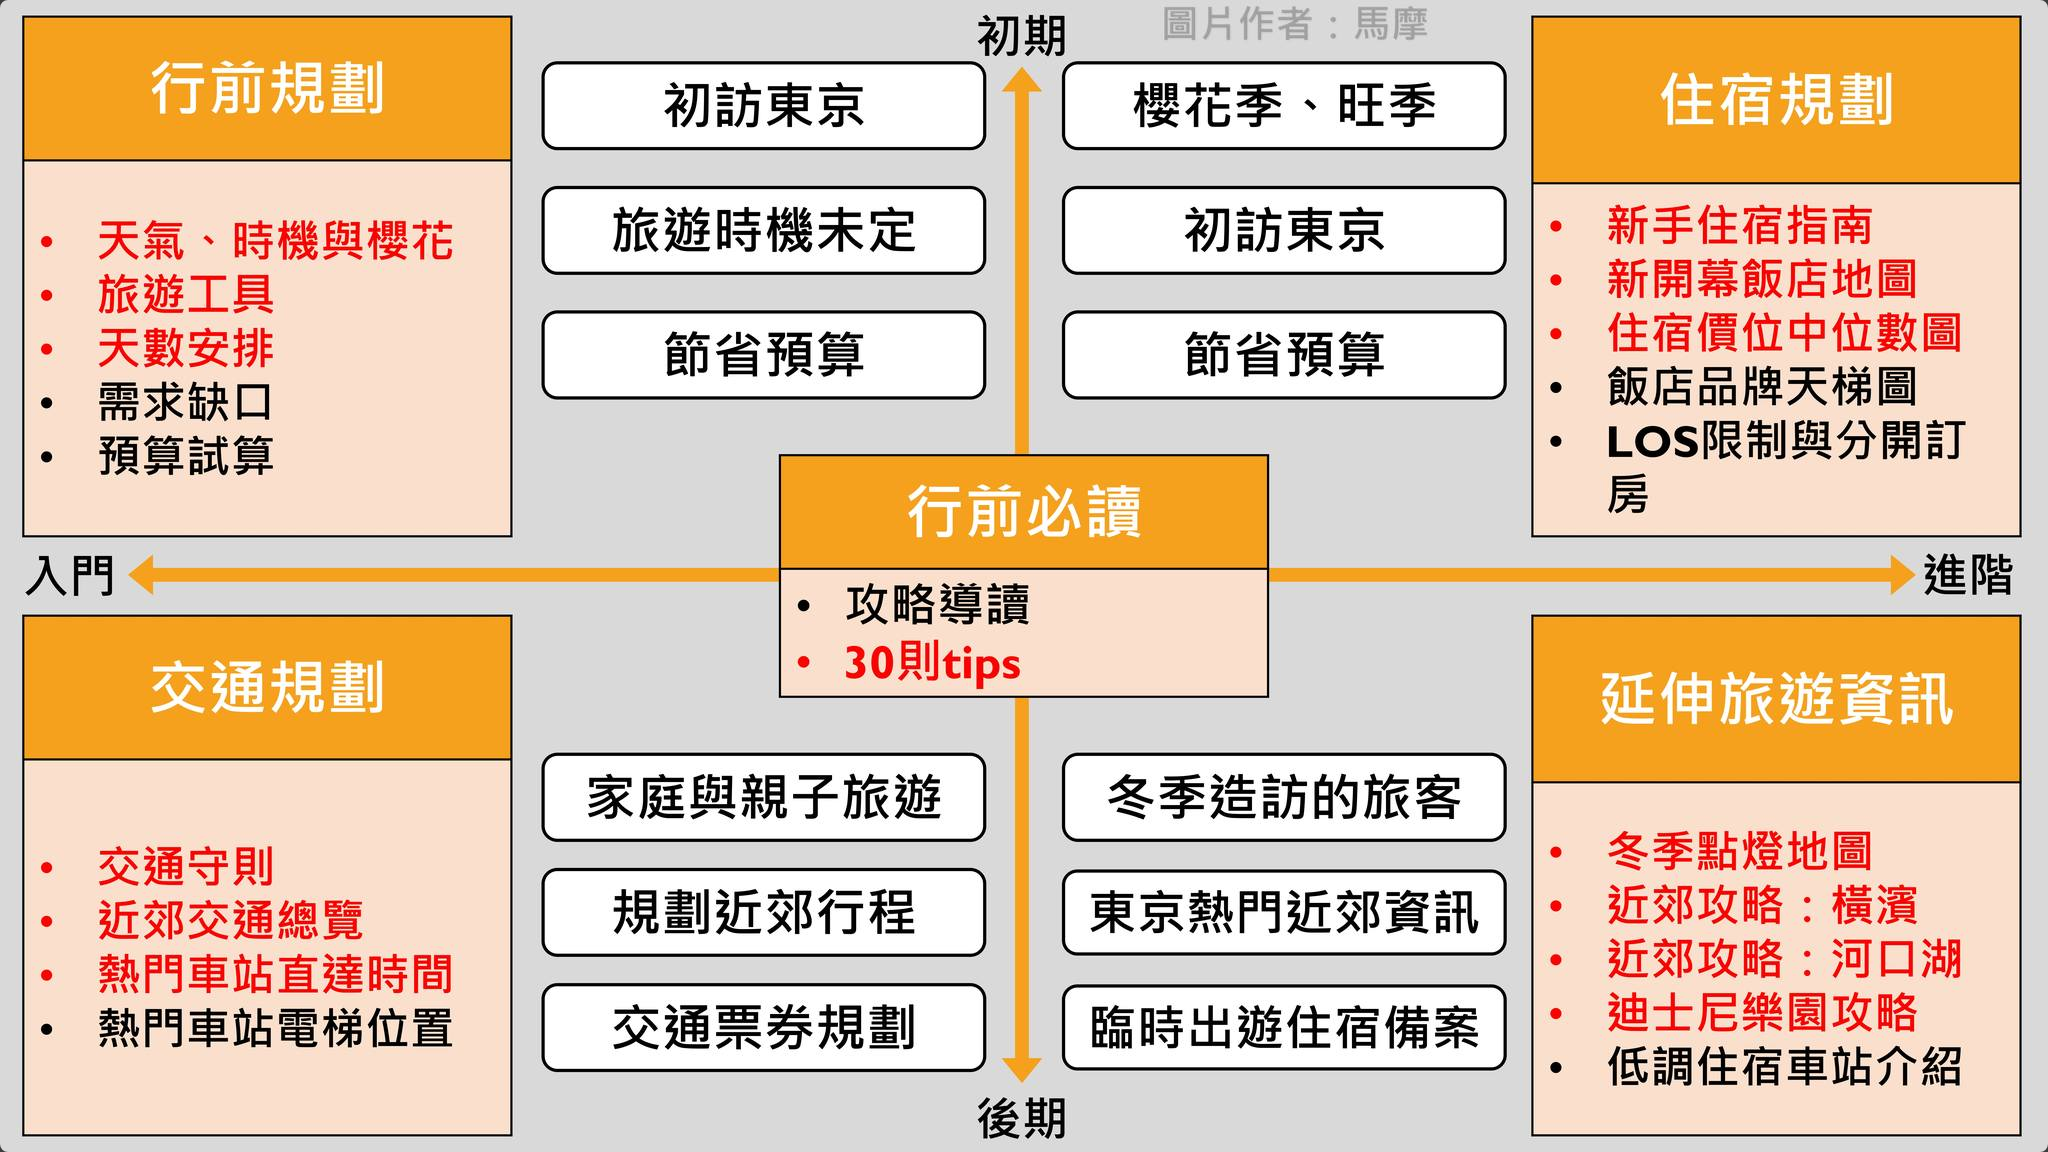 初期
圖片作者：馬摩
行前規劃
• 天氣、時機與櫻花
• 旅遊工具
• 天數安排
• 需求缺口
• 預算試算
初訪東京
旅遊時機未定
節省預算
櫻花季、旺季
初訪東京
節省預算
住宿規劃
• 新手住宿指南
• 新開幕飯店地圖
• 住宿價位中位數圖
• 飯店品牌天梯圖
• LOS限制與分開訂
房
入門
行前必讀
• 攻略導讀
• 30則tips
進階
交通規劃
• 交通守則
• 近郊交通總覽
• 熱門車站直達時間
• 熱門車站電梯位置
家庭與親子旅遊
規劃近郊行程
交通票券規劃
冬季造訪的旅客
東京熱門近郊資訊
臨時出遊住宿備案
延伸旅遊資訊
• 冬季點燈地圖
• 近郊攻略：橫濱
• 近郊攻略：河口湖
• 迪士尼樂園攻略
• 低調住宿車站介紹
後期